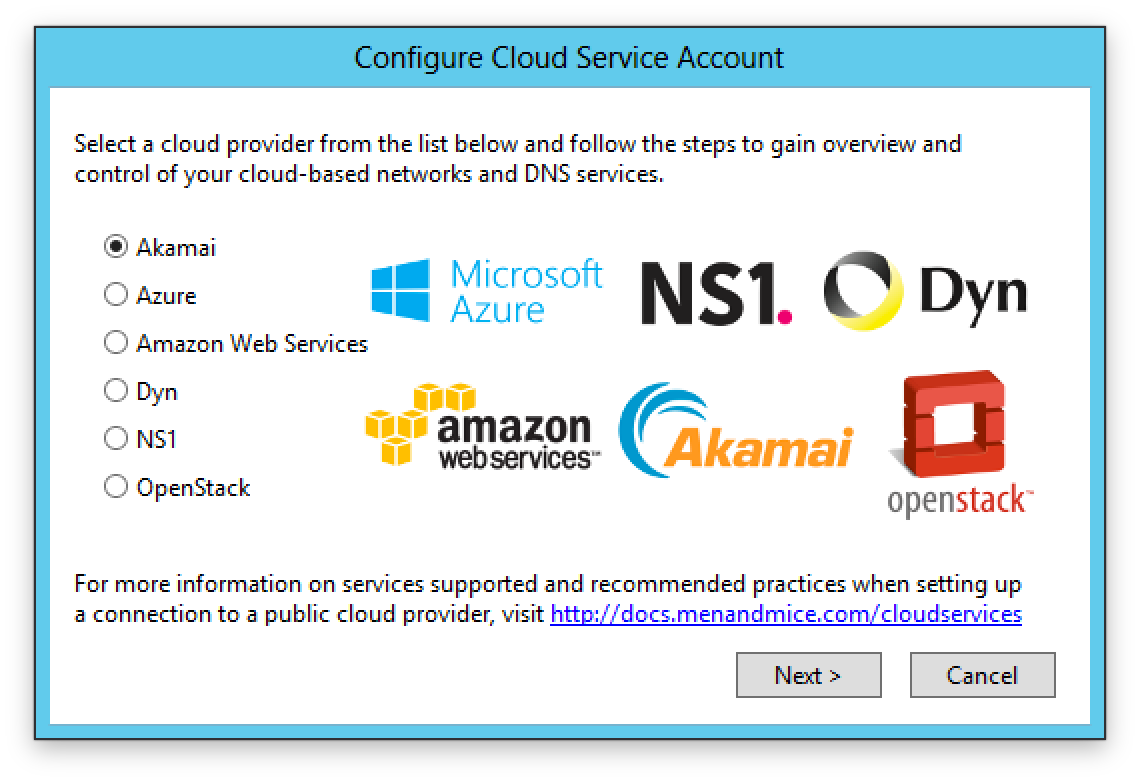 Configure Cloud Service Account
Select a cloud provider from the list below and follow the steps to gain overview and
control of your cloud-based networks and DNS services.
Akamai
Azure
Amazon Web Services
Dyn
NS1
OpenStack
Microsoft
Azure
NS1.
Dyn
amazon
webservices™
Akamai
openstack™
For more information on services supported and recommended practices when setting up
a connection to a public cloud provider, visit http://docs.menandmice.com/cloudservices
Next >
Cancel